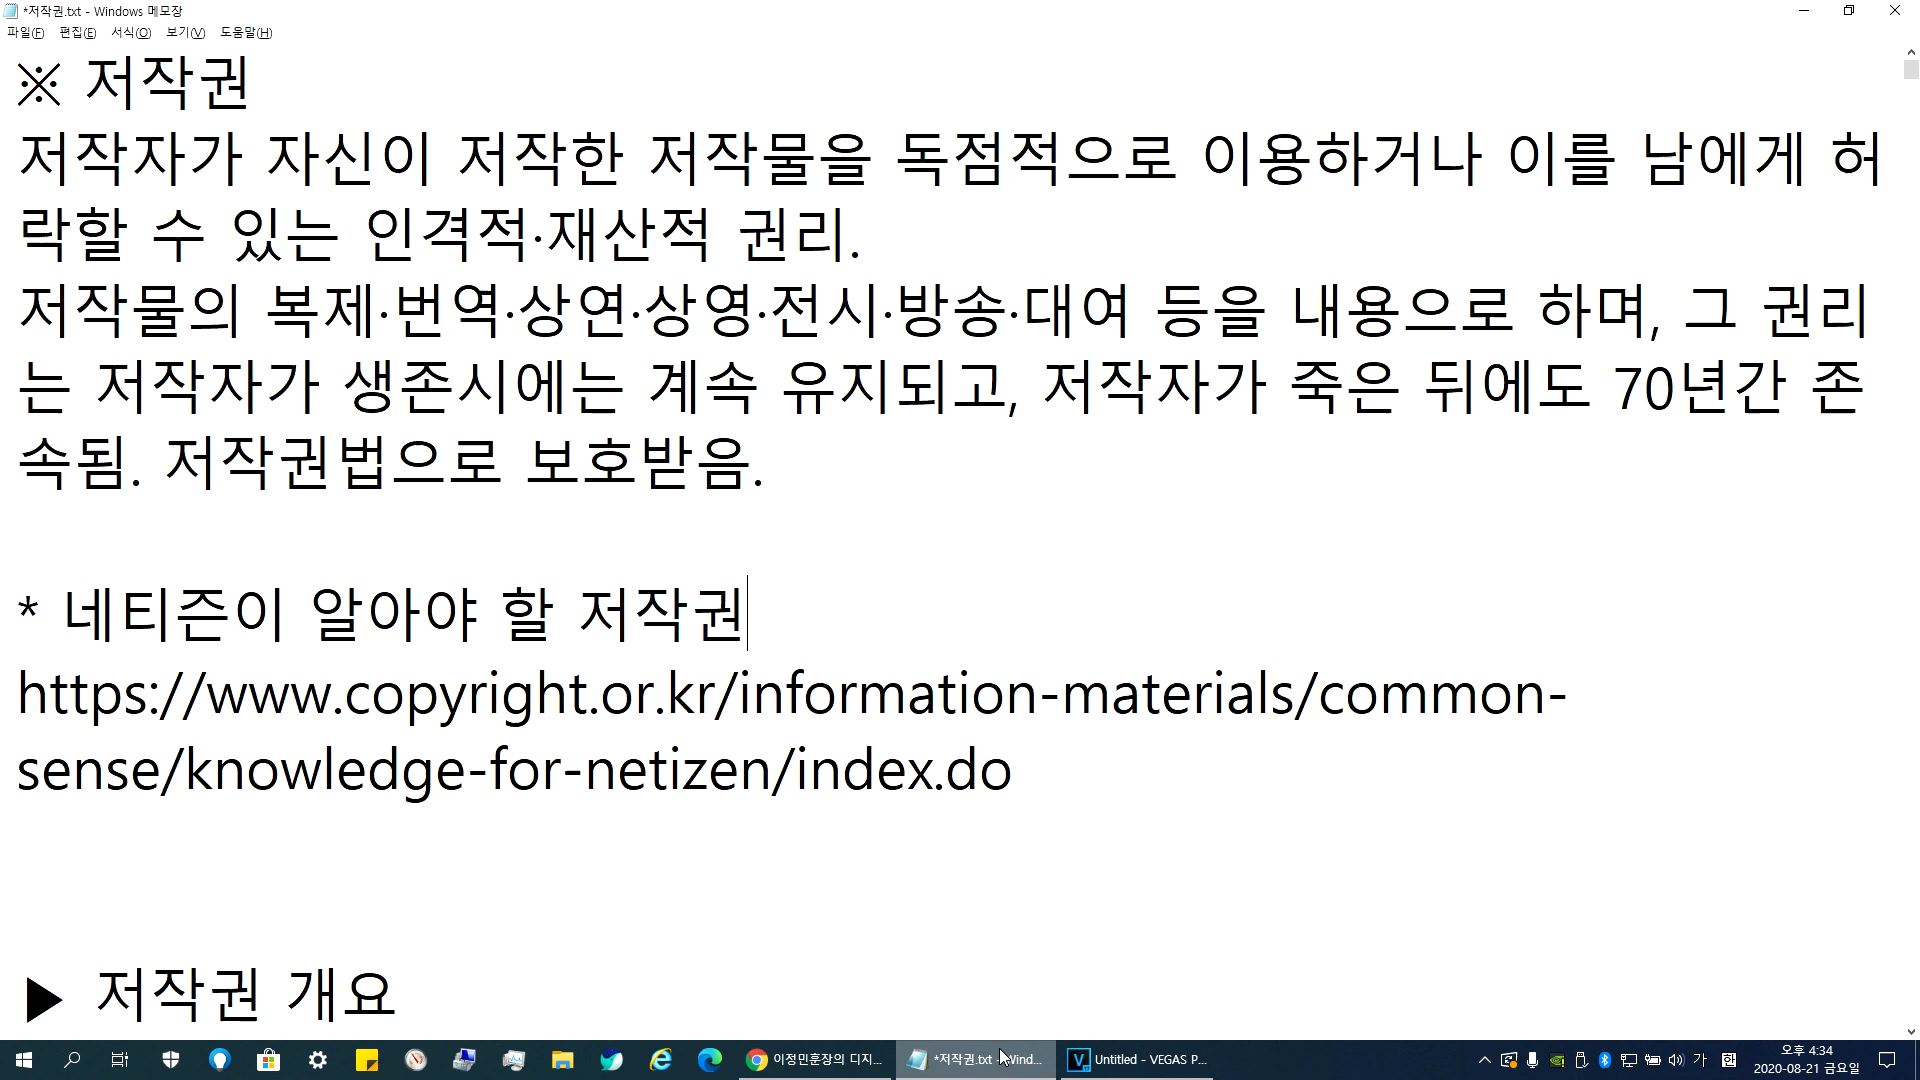 *저작권.txt - Windows 메모장
파일(F) 편집(E) 서식(O) 보기(V) 도움말(H)
※ 저작권
저작자가 자신이 저작한 저작물을 독점적으로 이용하거나 이를 남에게 허
락할 수 있는 인격적·재산적 권리.
저작물의 복제·번역·상연·상영·전시·방송·대여 등을 내용으로 하며, 그 권리
는 저작자가 생존시에는 계속 유지되고, 저작자가 죽은 뒤에도 70년간 존
속됨. 저작권법으로 보호받음.
* 네티즌이 알아야 할 저작권
https://www.copyright.or.kr/information-materials/common-
sense/knowledge-for-netizen/index.do
▶ 저작권 개요
이정민훈장의 디지... *저작권.txt - Wind... Untitled - VEGAS P... 가 한 오후 4:34
2020-08-21 금요일